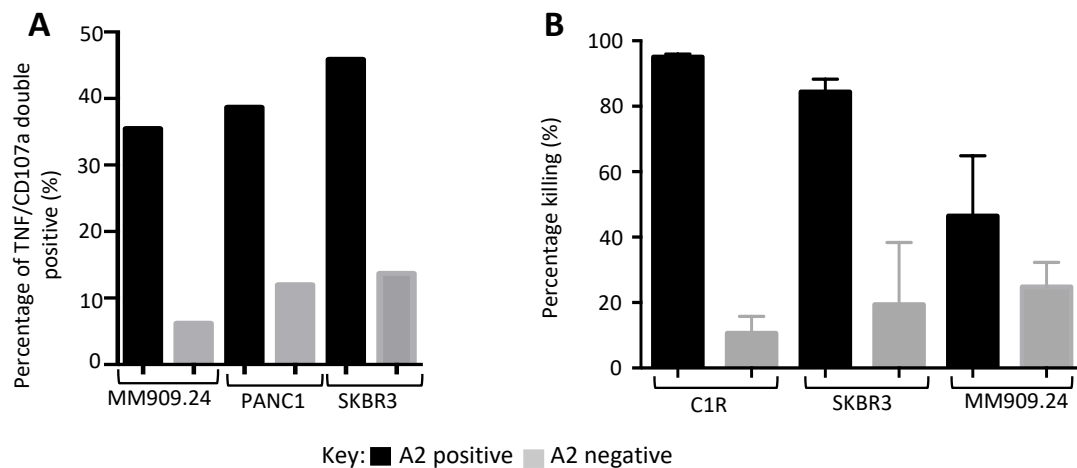 A
Percentage of TNF/CD107a double
positive (%)
50
40
30
20
10
0
MM909.24 PANC1 SKBR3
B
Percentage killing (%)
100
80
60
40
20
0
C1R SKBR3 MM909.24
Key: A2 positive A2 negative